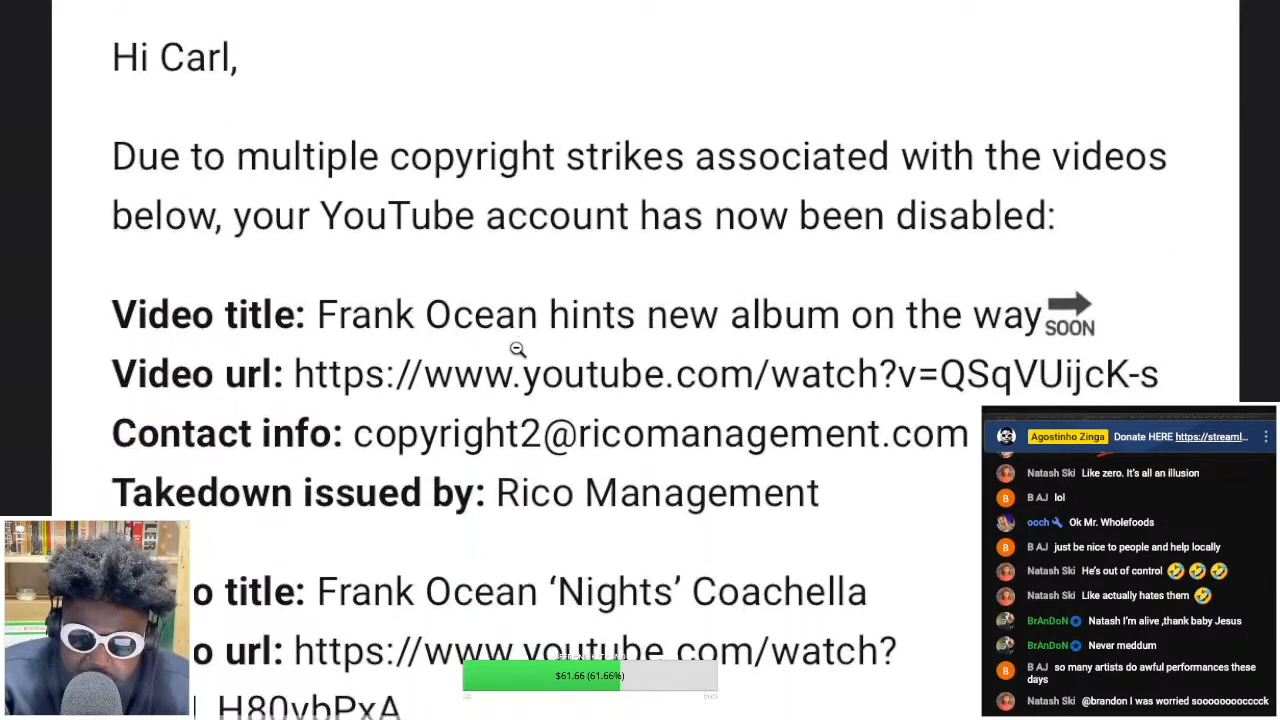 Hi Carl,
Due to multiple copyright strikes associated with the videos
below, your YouTube account has now been disabled:
Video title: Frank Ocean hints new album on the way SOON
Video url: https://www.youtube.com/watch?v=QSqVUijcK-s
Contact info: copyright2@ricomanagement.com
Takedown issued by: Rico Management
o title: Frank Ocean ‘Nights’ Coachella
o url: https://www.youtube.com/watch?
H80vbPxA
$61.66 (61.66%)
Agostinho Zinga Donate HERE https://streaml...
Natash Ski Like zero. It’s all an illusion
B AJ lol
ooch Ok Mr. Wholefoods
B AJ just be nice to people and help locally
Natash Ski He’s out of control 🤣🤣🤣
Natash Ski Like actually hates them 🤣
BrAnDoN Natash I’m alive ,thank baby Jesus
BrAnDoN Never meddum
B AJ so many artists do awful performances these
days
Natash Ski @brandon I was worried soooooooocccck